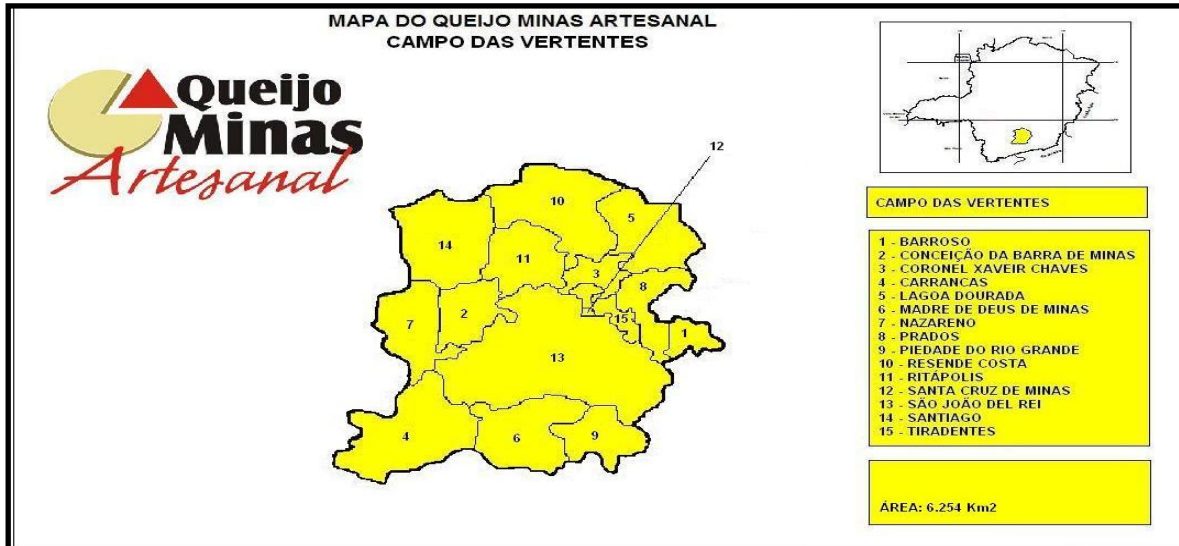 MAPA DO QUEIJO MINAS ARTESANAL
CAMPO DAS VERTENTES
Queijo
Minas
Artesanal
12
10
5
14
11
3
8
7
2
15
1
13
4
6
9
CAMPO DAS VERTENTES
1 - BARROSO
2 - CONCEIÇÃO DA BARRA DE MINAS
3 - CORONEL XAVEIR CHAVES
4 - CARRANCAS
5 - LAGOA DOURADA
6 - MADRE DE DEUS DE MINAS
7 - NAZARENO
8 - PRADOS
9 - PIEDADE DO RIO GRANDE
10 - RESENDE COSTA
11 - RITÁPOLIS
12 - SANTA CRUZ DE MINAS
13 - SÃO JOÃO DEL REI
14 - SANTIAGO
15 - TIRADENTES
ÁREA: 6.254 Km2